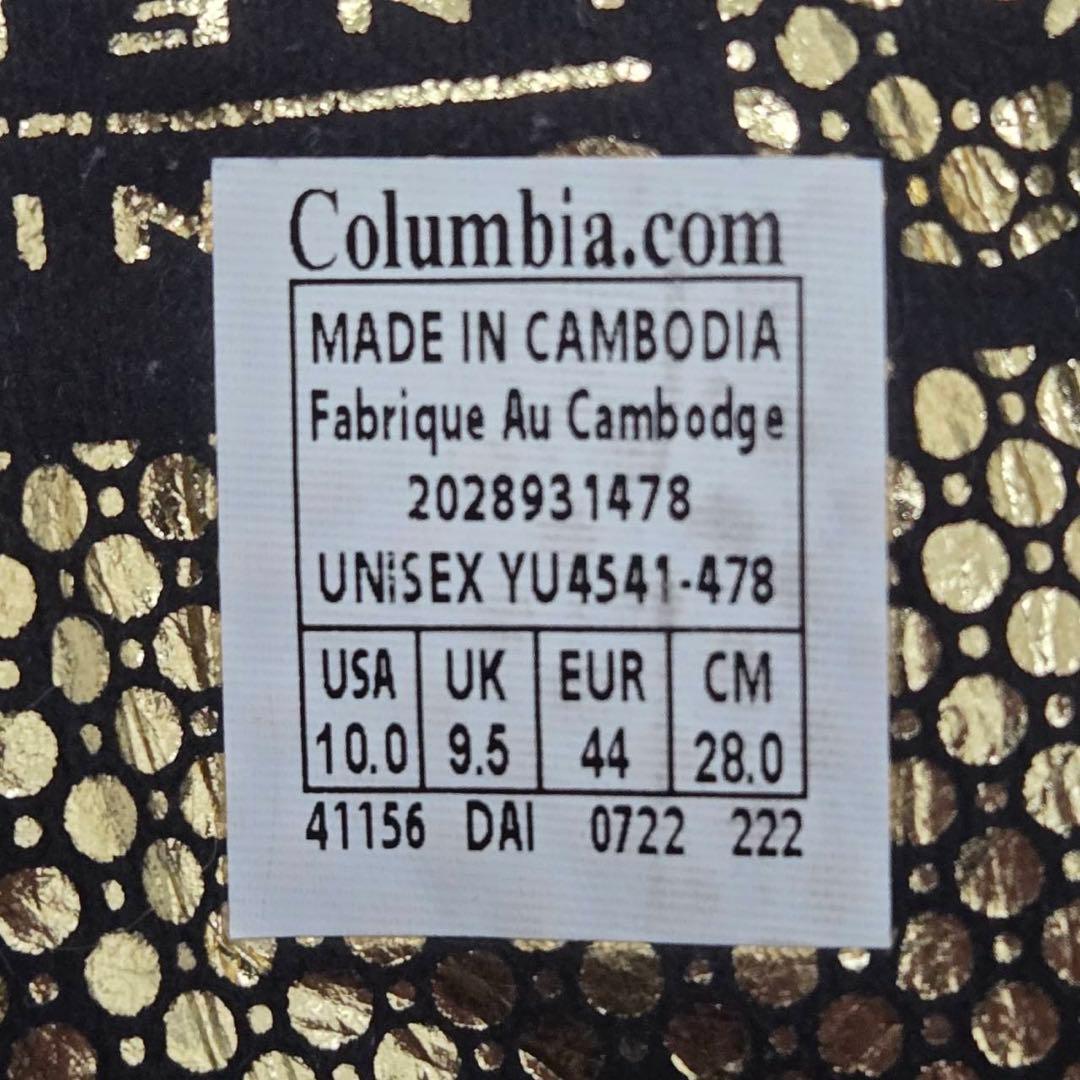 Columbia.com
MADE IN CAMBODIA
Fabrique Au Cambodge
2028931478
UNiSEX YU4541-478
USA UK EUR CM
10.0 9.5 44 28.0
41156 DAI 0722 222